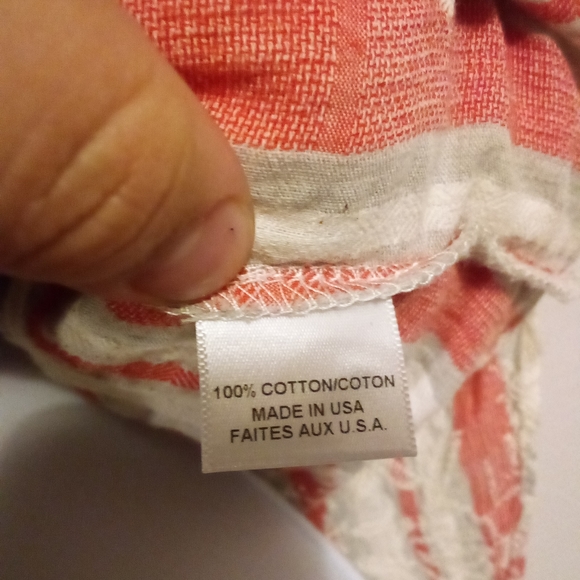 100% COTTON/COTON
MADE IN USA
FAITES AUX U.S.A.